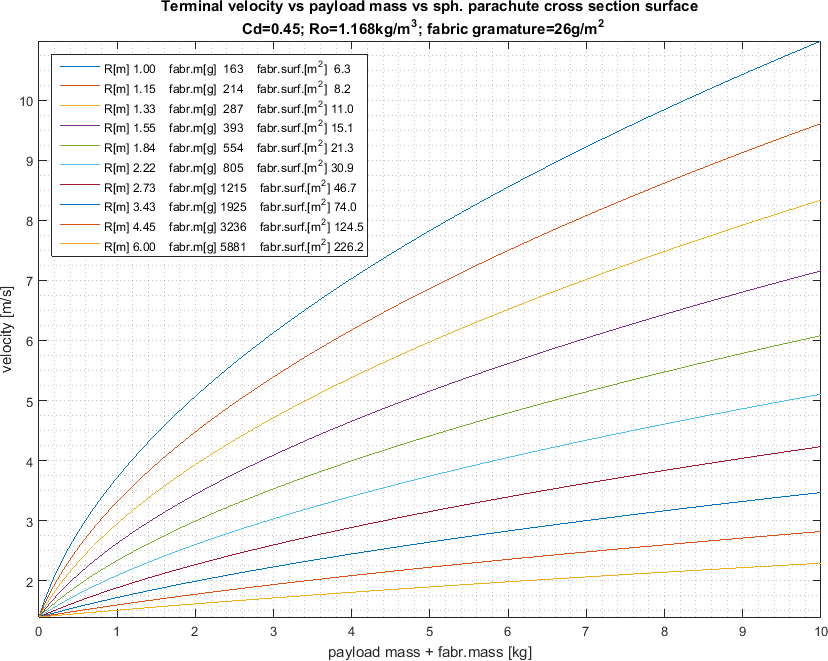 Terminal velocity vs payload mass vs sph. parachute cross section surface
Cd=0.45; Ro=1.168kg/m³; fabric gramature=26g/m²
R[m] 1.00 fabr.m[g] 163 fabr.surf.[m²] 6.3
R[m] 1.15 fabr.m[g] 214 fabr.surf.[m²] 8.2
R[m] 1.33 fabr.m[g] 287 fabr.surf.[m²] 11.0
R[m] 1.55 fabr.m[g] 393 fabr.surf.[m²] 15.1
R[m] 1.84 fabr.m[g] 554 fabr.surf.[m²] 21.3
R[m] 2.22 fabr.m[g] 805 fabr.surf.[m²] 30.9
R[m] 2.73 fabr.m[g] 1215 fabr.surf.[m²] 46.7
R[m] 3.43 fabr.m[g] 1925 fabr.surf.[m²] 74.0
R[m] 4.45 fabr.m[g] 3236 fabr.surf.[m²] 124.5
R[m] 6.00 fabr.m[g] 5881 fabr.surf.[m²] 226.2
velocity [m/s]
10
9
8
7
6
5
4
3
2
0 1 2 3 4 5 6 7 8 9 10
payload mass + fabr.mass [kg]